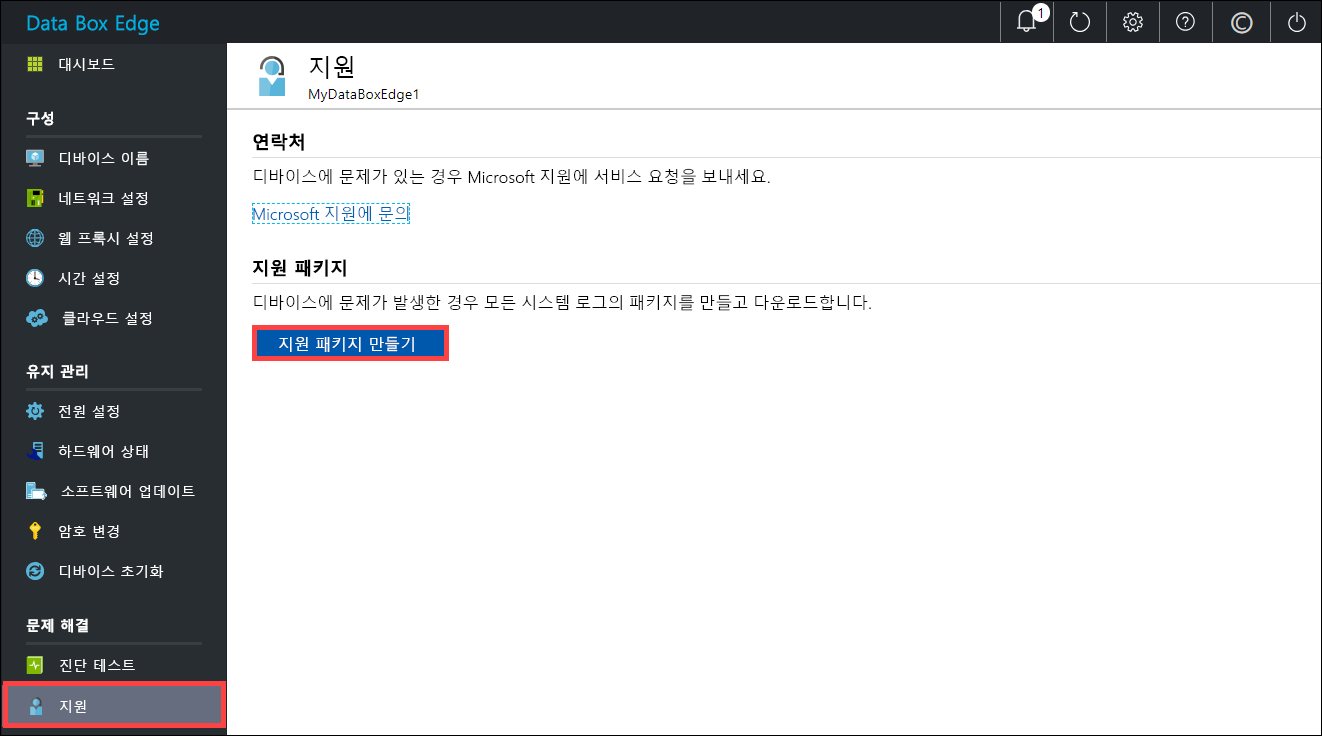 Data Box Edge
1
대시보드
구성
디바이스 이름
네트워크 설정
웹 프록시 설정
시간 설정
클라우드 설정
유지 관리
전원 설정
하드웨어 상태
소프트웨어 업데이트
암호 변경
디바이스 초기화
문제 해결
진단 테스트
지원
지원
MyDataBoxEdge1
연락처
디바이스에 문제가 있는 경우 Microsoft 지원에 서비스 요청을 보내세요.
Microsoft 지원에 문의
지원 패키지
디바이스에 문제가 발생한 경우 모든 시스템 로그의 패키지를 만들고 다운로드합니다.
지원 패키지 만들기